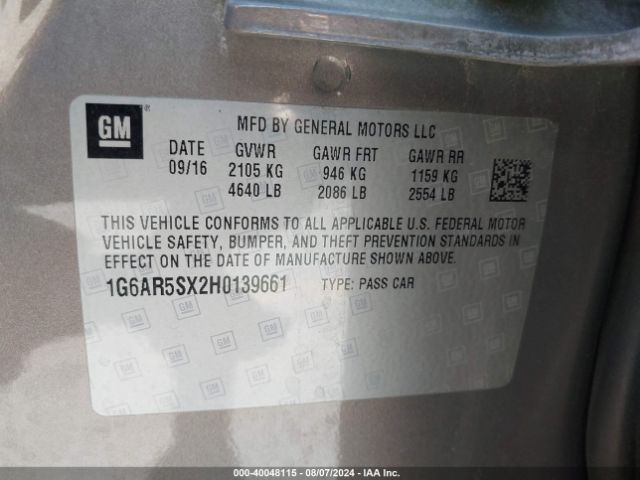 GM
MFD BY GENERAL MOTORS LLC
DATE GVWR GAWR FRT GAWR RR
09/16 2105 KG 946 KG 1159 KG
4640 LB 2086 LB 2554 LB
THIS VEHICLE CONFORMS TO ALL APPLICABLE U.S. FEDERAL MOTOR
VEHICLE SAFETY, BUMPER, AND THEFT PREVENTION STANDARDS IN
EFFECT ON THE DATE OF MANUFACTURE SHOWN ABOVE.
1G6AR5SX2H0139661 TYPE: PASS CAR
000-40048115 - 08/07/2024 - IAA Inc.